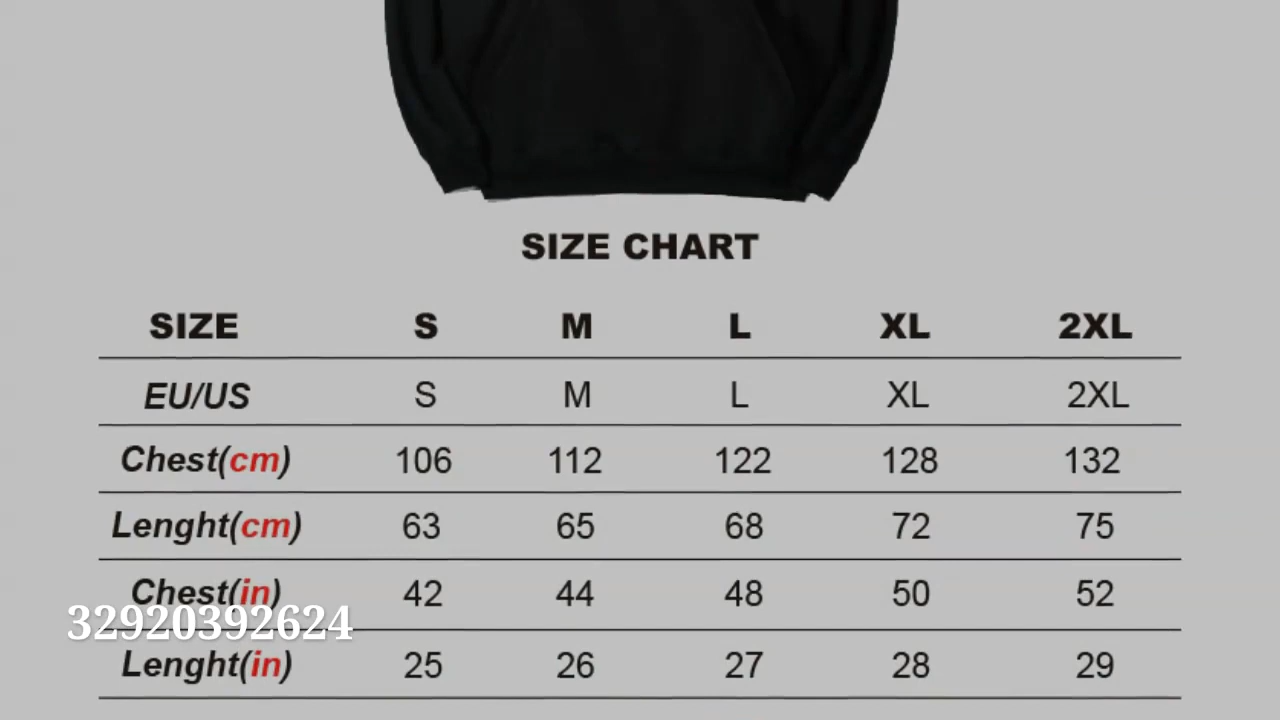 SIZE CHART
SIZE S M L XL 2XL
EU/US S M L XL 2XL
Chest(cm) 106 112 122 128 132
Lenght(cm) 63 65 68 72 75
Chest(in) 42 44 48 50 52
32920392624
Lenght(in) 25 26 27 28 29